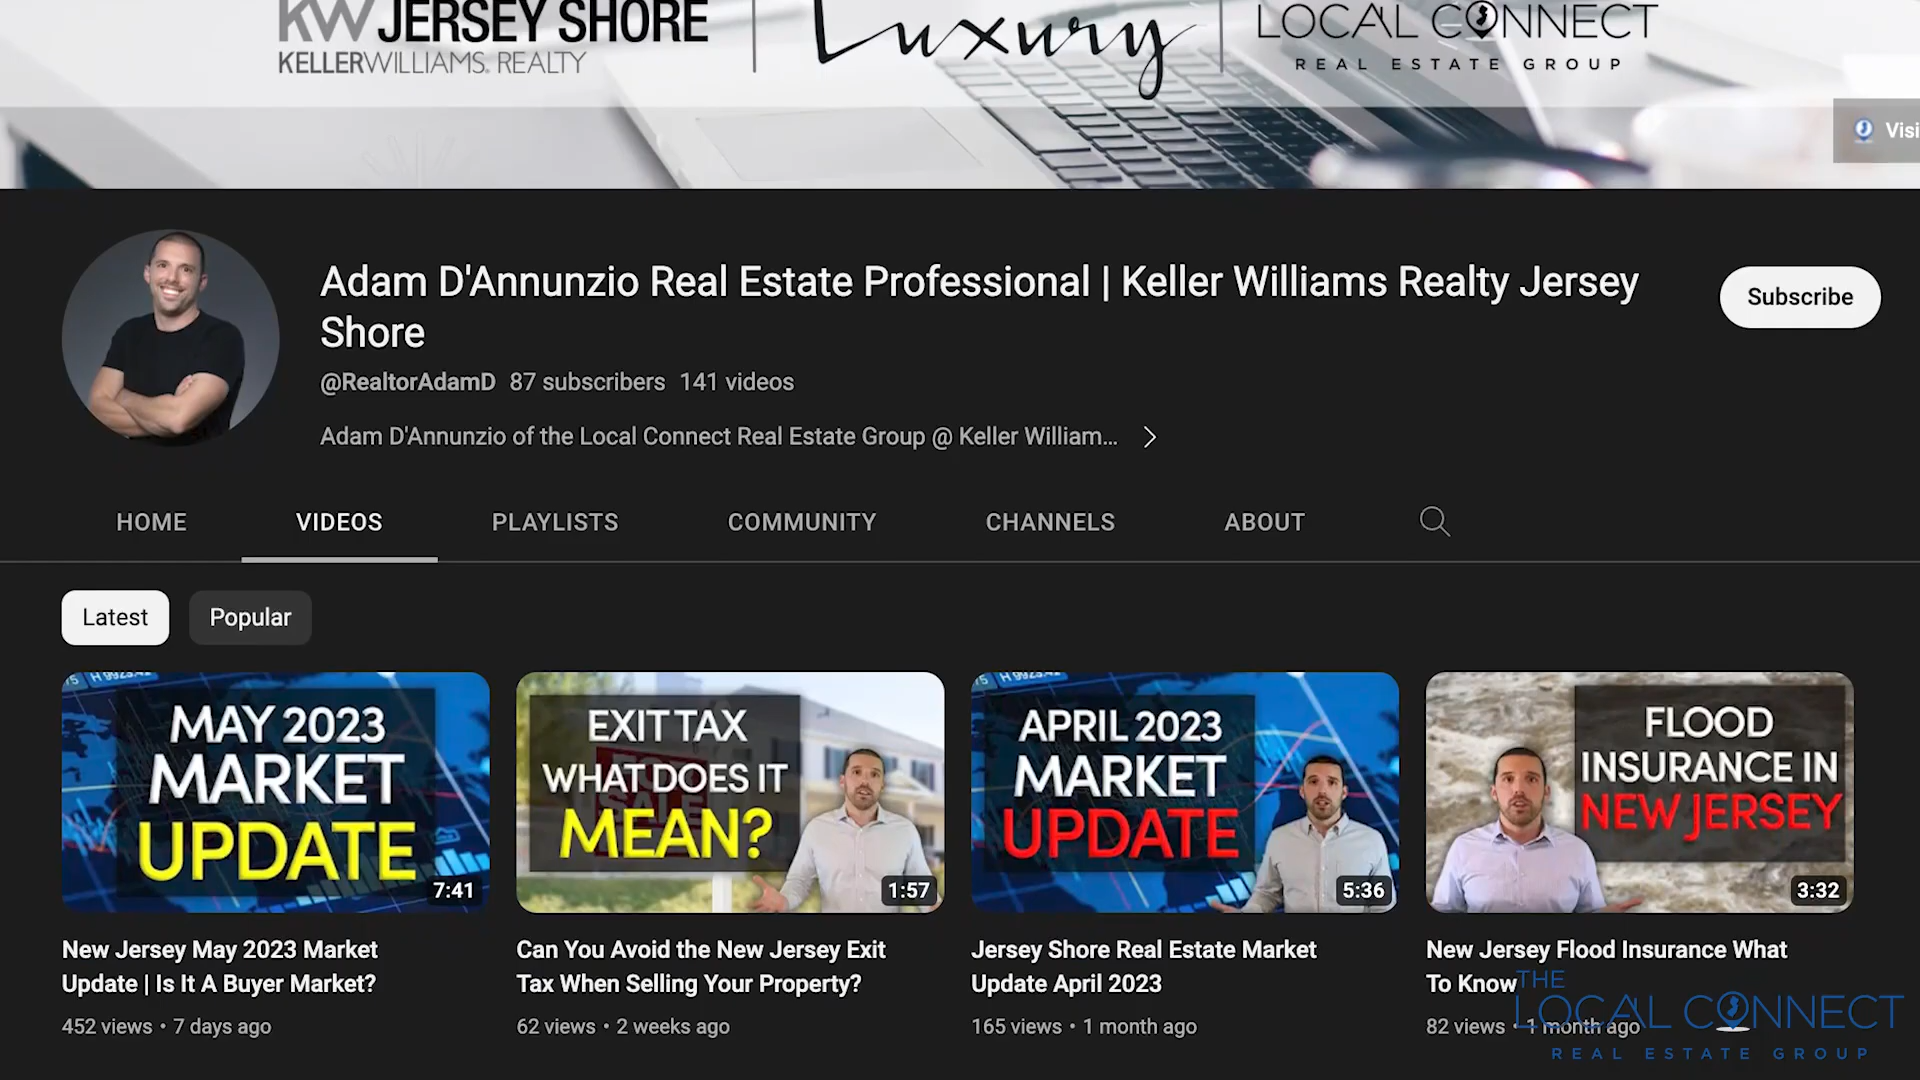 KW JERSEY SHORE
KELLERWILLIAMS. REALTY
Luxury
LOCAL CONNECT
REAL ESTATE GROUP
Visi
Adam D'Annunzio Real Estate Professional | Keller Williams Realty Jersey
Shore
Subscribe
@RealtorAdamD 87 subscribers 141 videos
Adam D'Annunzio of the Local Connect Real Estate Group @ Keller William...
HOME VIDEOS PLAYLISTS COMMUNITY CHANNELS ABOUT
Latest Popular
MAY 2023
MARKET
UPDATE
7:41
EXIT TAX
WHAT DOES IT
MEAN?
SALE
1:57
APRIL 2023
MARKET
UPDATE
5:36
FLOOD
INSURANCE IN
NEW JERSEY
3:32
New Jersey May 2023 Market
Update | Is It A Buyer Market?
452 views • 7 days ago
Can You Avoid the New Jersey Exit
Tax When Selling Your Property?
62 views • 2 weeks ago
Jersey Shore Real Estate Market
Update April 2023
165 views • 1 month ago
New Jersey Flood Insurance What
To Know
82 views • 1 month ago
THE
LOCAL CONNECT
REAL ESTATE GROUP